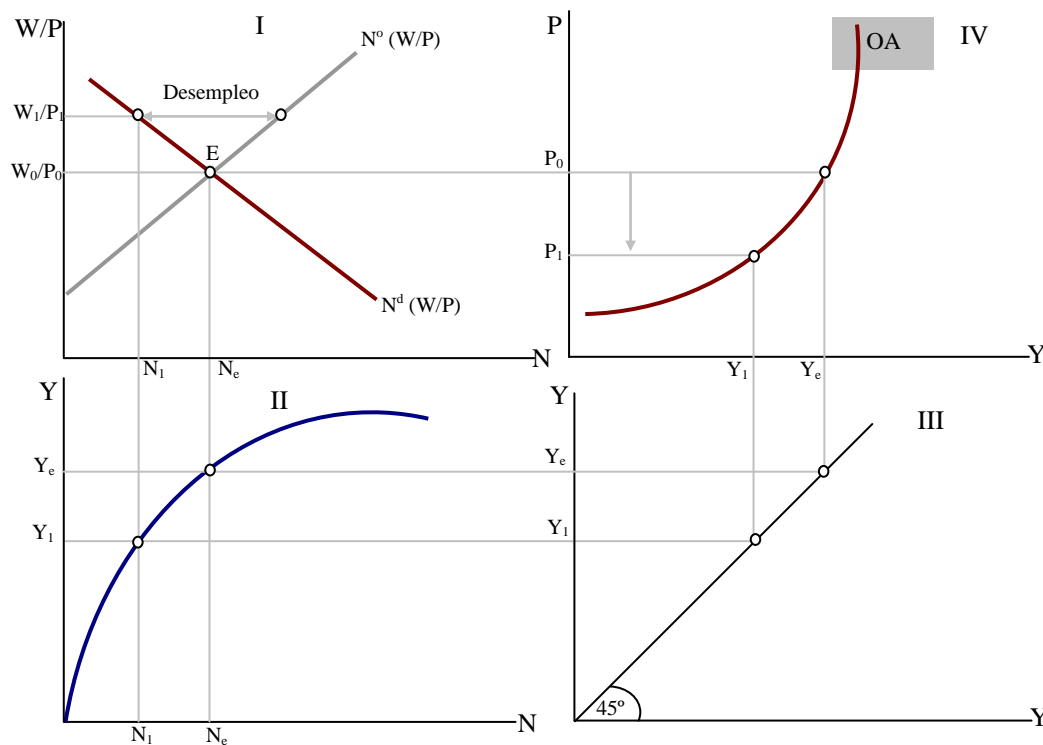 W/P
I
N° (W/P)
Desempleo
W₁/P₁
E
W₀/P₀
Nᵈ (W/P)
N
N₁
Nₑ
P
OA
IV
P₀
P₁
Y₁
Yₑ
Y
Y
II
Yₑ
Y₁
N
N₁
Nₑ
Y
III
Yₑ
Y₁
45º
Y